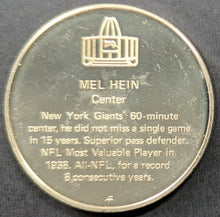 MEL HEIN
Center
New York Giants' 60-minute
center, he did not miss a single game
in 15 years. Superior pass defender.
NFL Most Valuable Player in
1938. All-NFL, for a record
8 consecutive years.